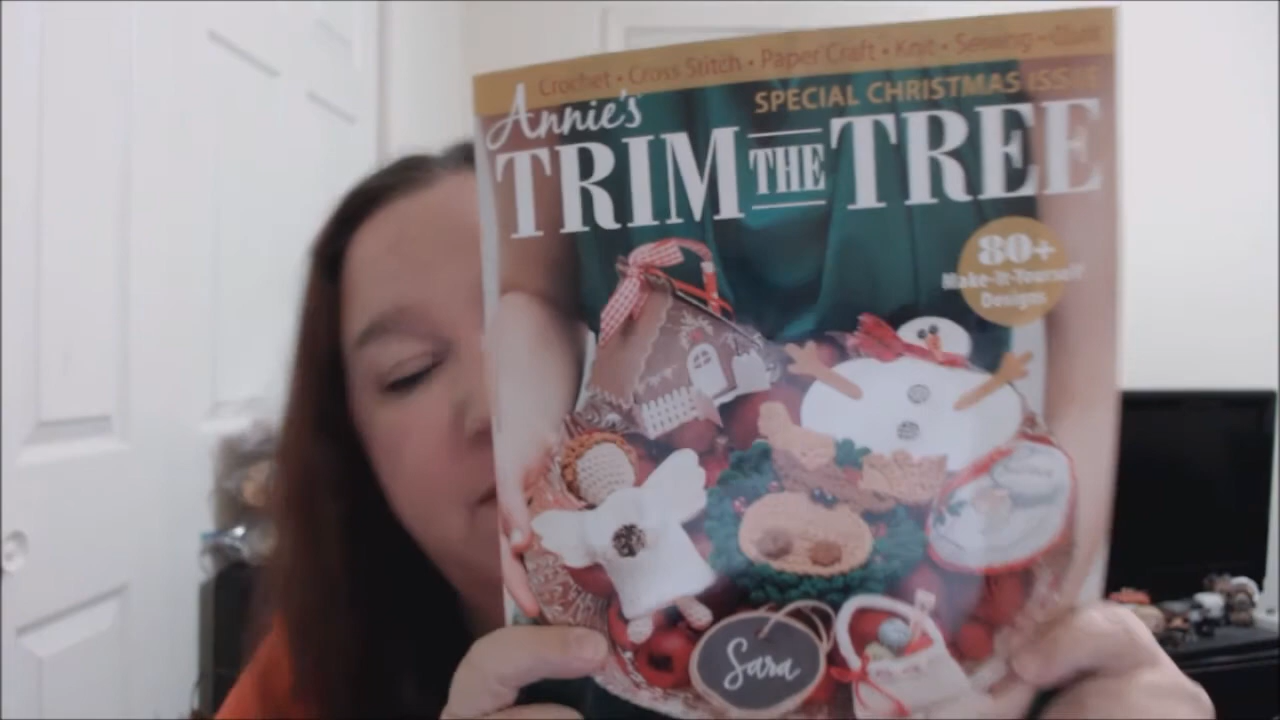 Crochet • Cross Stitch • Paper Craft • Knit • Sewing •
Annie's
SPECIAL CHRISTMAS ISSUE
TRIM THE TREE
80+
Make-It-Yourself
Designs
Sara